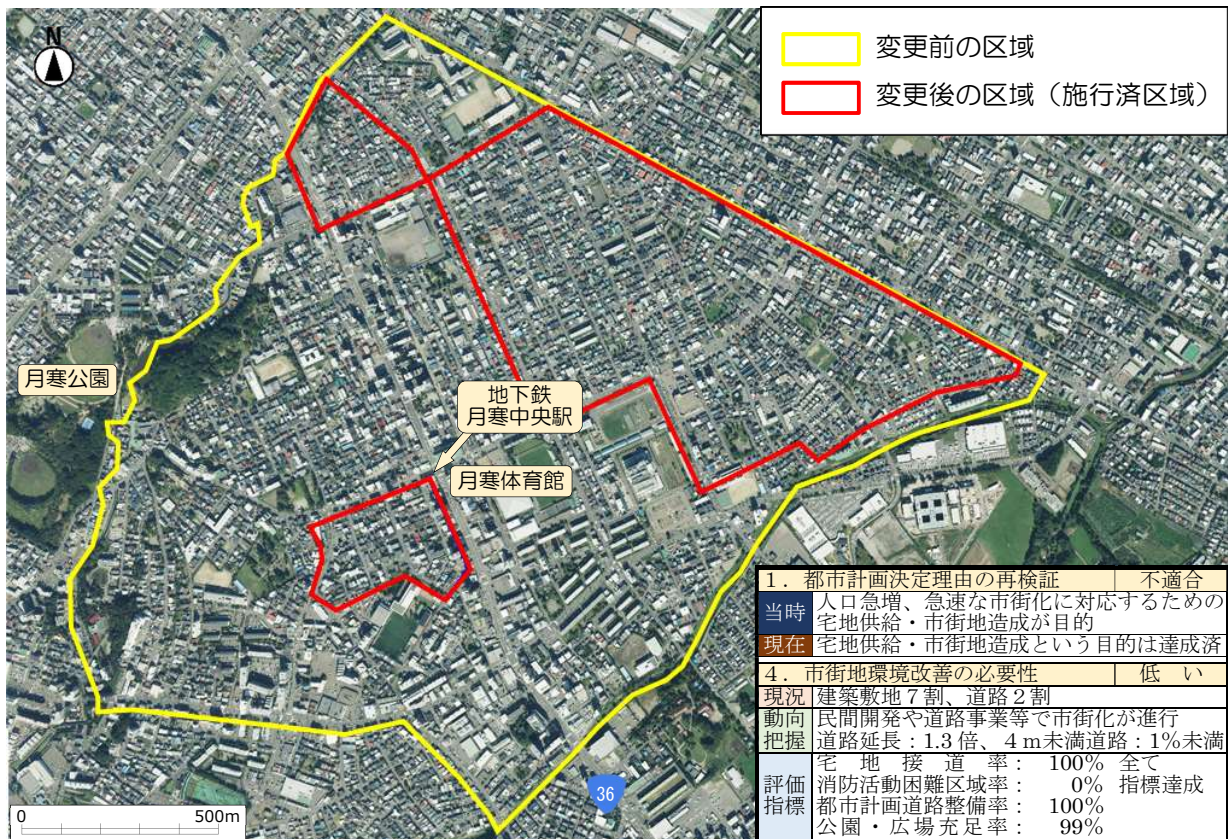 N
変更前の区域
変更後の区域（施行済区域）
月寒公園
地下鉄
月寒中央駅
月寒体育館
36
0 500m
1．都市計画決定理由の再検証 不適合
当時 人口急増、急速な市街化に対応するための
宅地供給・市街地造成が目的
現在 宅地供給・市街地造成という目的は達成済
4．市街地環境改善の必要性 低い
現況 建築敷地７割、道路２割
動向 民間開発や道路事業等で市街化が進行
把握 道路延長：1.3倍、４ｍ未満道路：1%未満
宅地接道率： 100% 全て
評価 消防活動困難区域率： 0% 指標達成
指標 都市計画道路整備率： 100%
公園・広場充足率： 99%